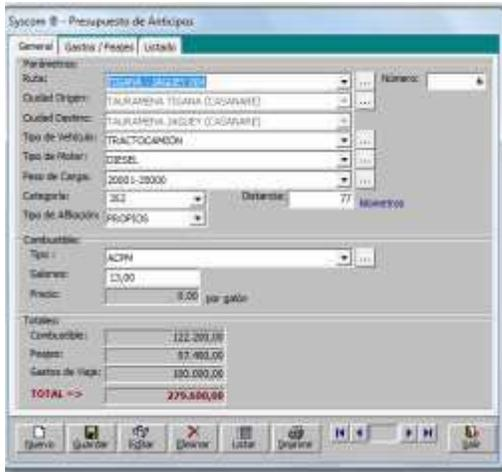 Syscom ® - Presupuesto de Anticipos
General Gastos / Peajes Listado
Parámetros
Ruta: TIGANA - JAGUEY Número: 6
Ciudad Origen: TAURAMENA TIGANA (CASANARE)
Ciudad Destino: TAURAMENA JAGUEY (CASANARE)
Tipo de Vehículo: TRACTOCAMION
Tipo de Motor: DIESEL
Peso de Carga: 20001-28000
Categoría: Distancia: 77 kilometros
Tipo de Afiliación: PROPIOS
Combustible:
Tipo : ACPM
Galones: 13,00
Precio: 0,00 por galón
Totales:
Combustible: 122.200,00
Peajes: 57.400,00
Gastos de Viaje: 100.000,00
TOTAL => 279.600,00
Nuevo Guardar Editar Eliminar Listar Imprimir Salir